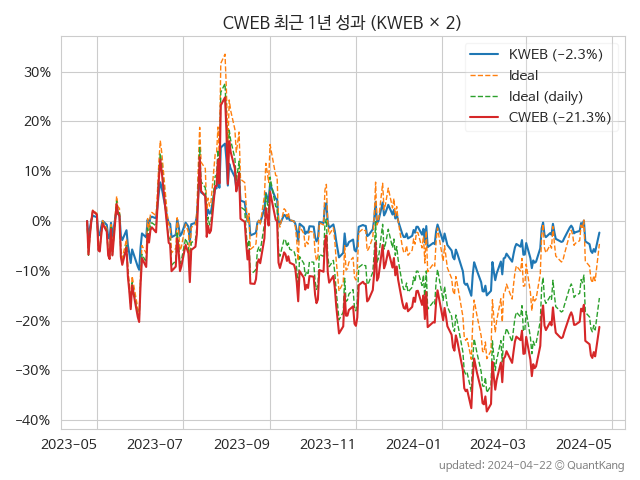 CWEB 최근 1년 성과 (KWEB × 2)
KWEB (−2.3%)
Ideal
Ideal (daily)
CWEB (−21.3%)
30%
20%
10%
0%
−10%
−20%
−30%
−40%
2023−05
2023−07
2023−09
2023−11
2024−01
2024−03
2024−05
updated: 2024−04−22 © QuantKang